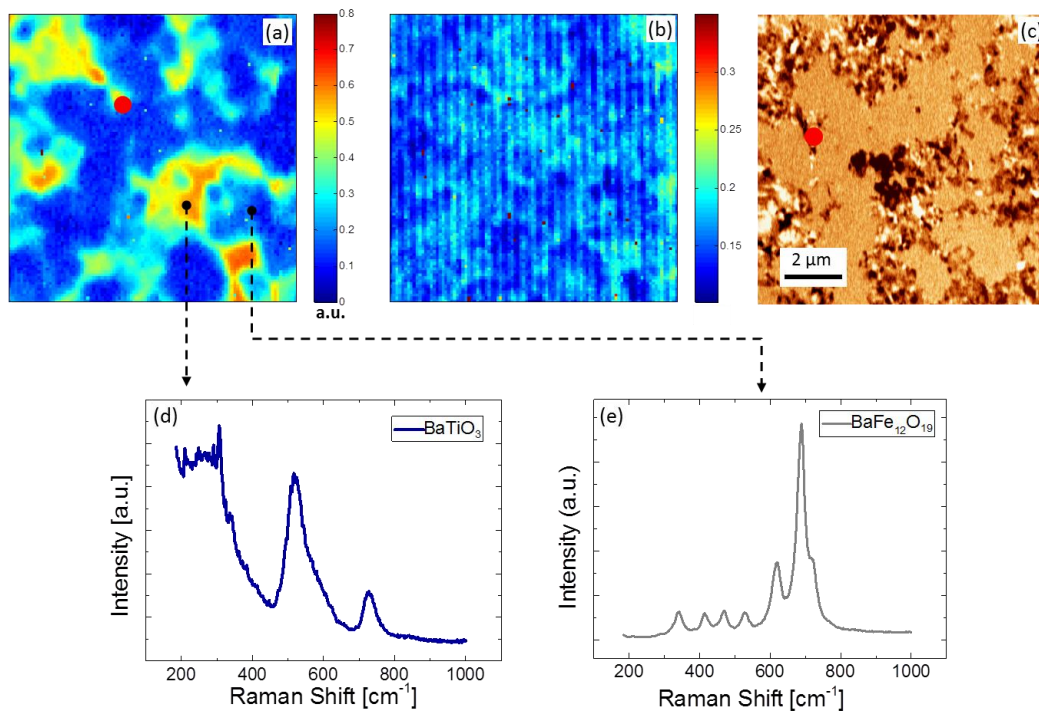 (a)
0.8
0.7
0.6
0.5
0.4
0.3
0.2
0.1
0
a.u.
(b)
0.3
0.25
0.2
0.15
(c)
2 µm
(d)
BaTiO₃
Intensity [a.u.]
200 400 600 800 1000
Raman Shift [cm⁻¹]
(e)
BaFe₁₂O₁₉
Intensity (a.u.)
200 400 600 800 1000
Raman Shift [cm⁻¹]